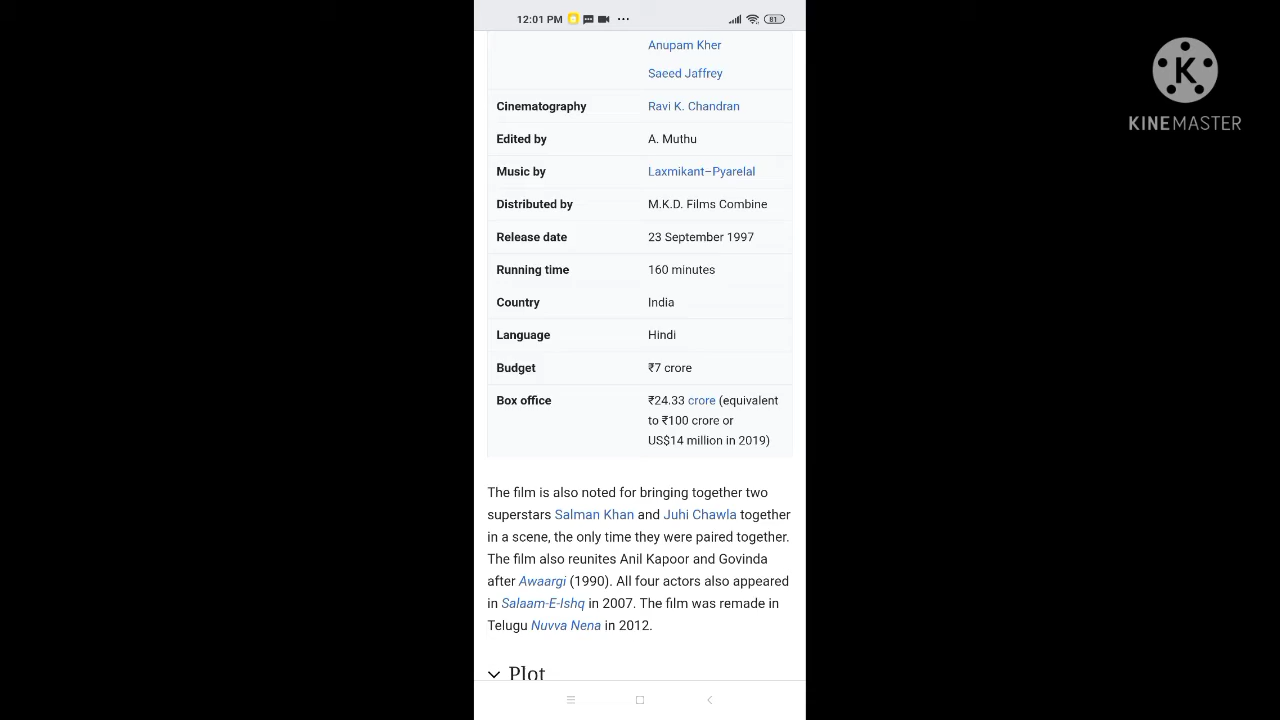 12:01 PM
81
Anupam Kher
Saeed Jaffrey
Cinematography Ravi K. Chandran
Edited by A. Muthu
Music by Laxmikant–Pyarelal
Distributed by M.K.D. Films Combine
Release date 23 September 1997
Running time 160 minutes
Country India
Language Hindi
Budget ₹7 crore
Box office ₹24.33 crore (equivalent
to ₹100 crore or
US$14 million in 2019)
The film is also noted for bringing together two
superstars Salman Khan and Juhi Chawla together
in a scene, the only time they were paired together.
The film also reunites Anil Kapoor and Govinda
after Awaargi (1990). All four actors also appeared
in Salaam-E-Ishq in 2007. The film was remade in
Telugu Nuvva Nena in 2012.
Plot
K
KINEMASTER